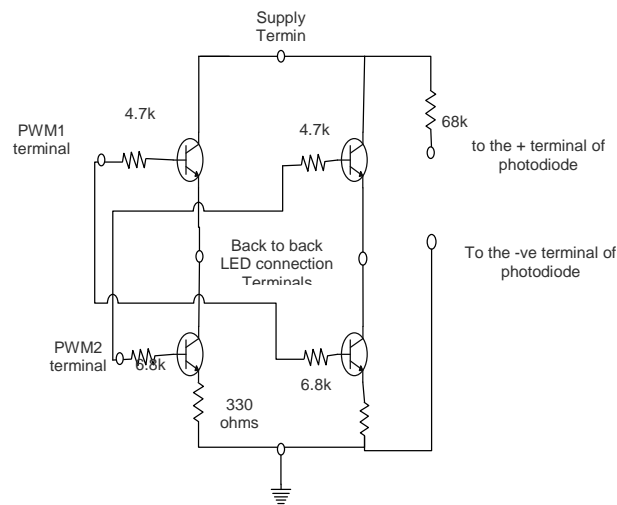 Supply
Termin
4.7k
PWM1
terminal
4.7k
68k
to the + terminal of
photodiode
Back to back
LED connection
Terminals
To the -ve terminal of
photodiode
PWM2
terminal
6.8k
6.8k
330
ohms